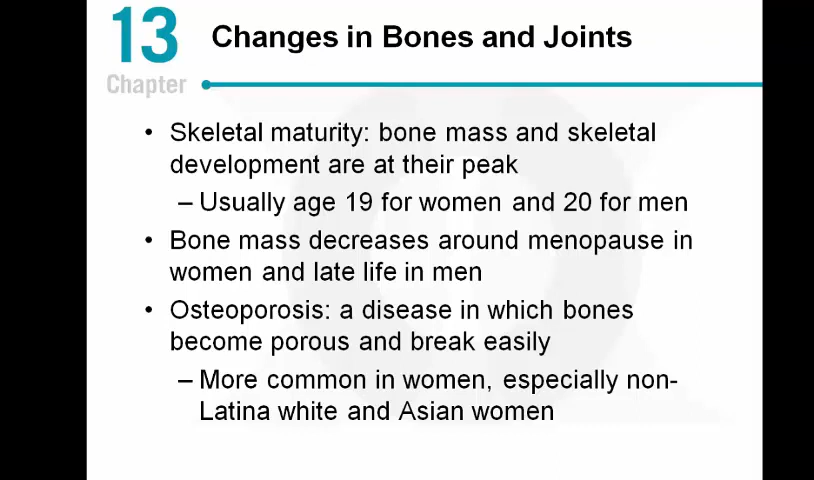 13
Chapter
Changes in Bones and Joints
• Skeletal maturity: bone mass and skeletal
development are at their peak
– Usually age 19 for women and 20 for men
• Bone mass decreases around menopause in
women and late life in men
• Osteoporosis: a disease in which bones
become porous and break easily
– More common in women, especially non-
Latina white and Asian women